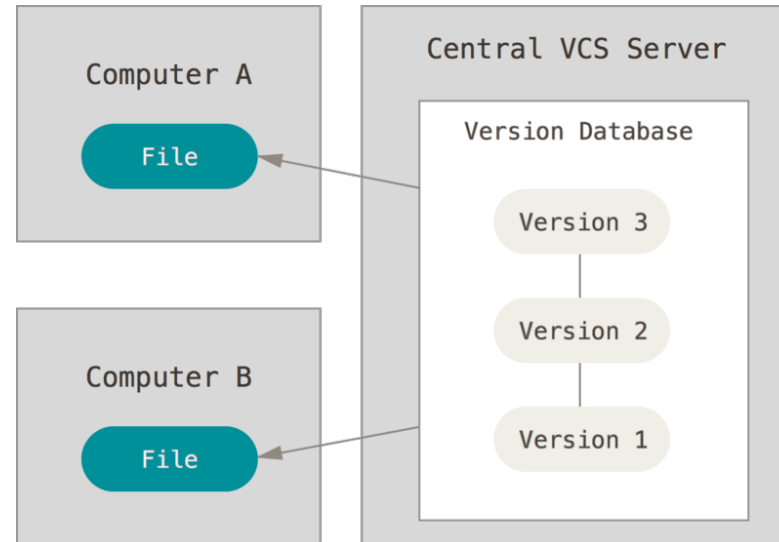 Computer A
File
Central VCS Server
Version Database
Version 3
Version 2
Version 1
Computer B
File